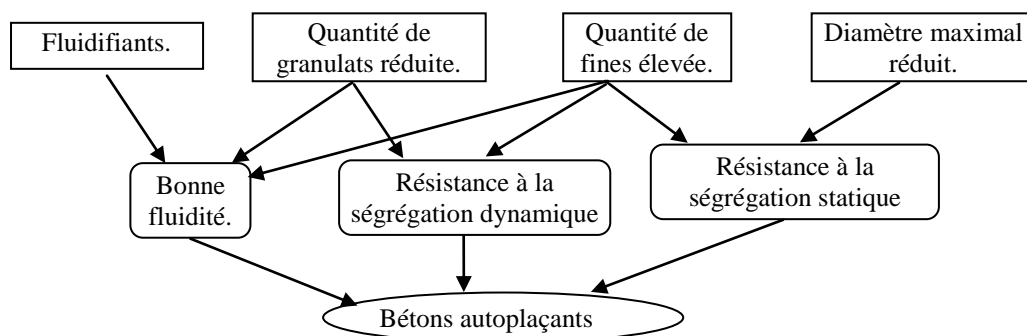 Fluidifiants.
Quantité de
granulats réduite.
Quantité de
fines élevée.
Diamètre maximal
réduit.
Bonne
fluidité.
Résistance à la
ségrégation dynamique
Résistance à la
ségrégation statique
Bétons autoplaçants